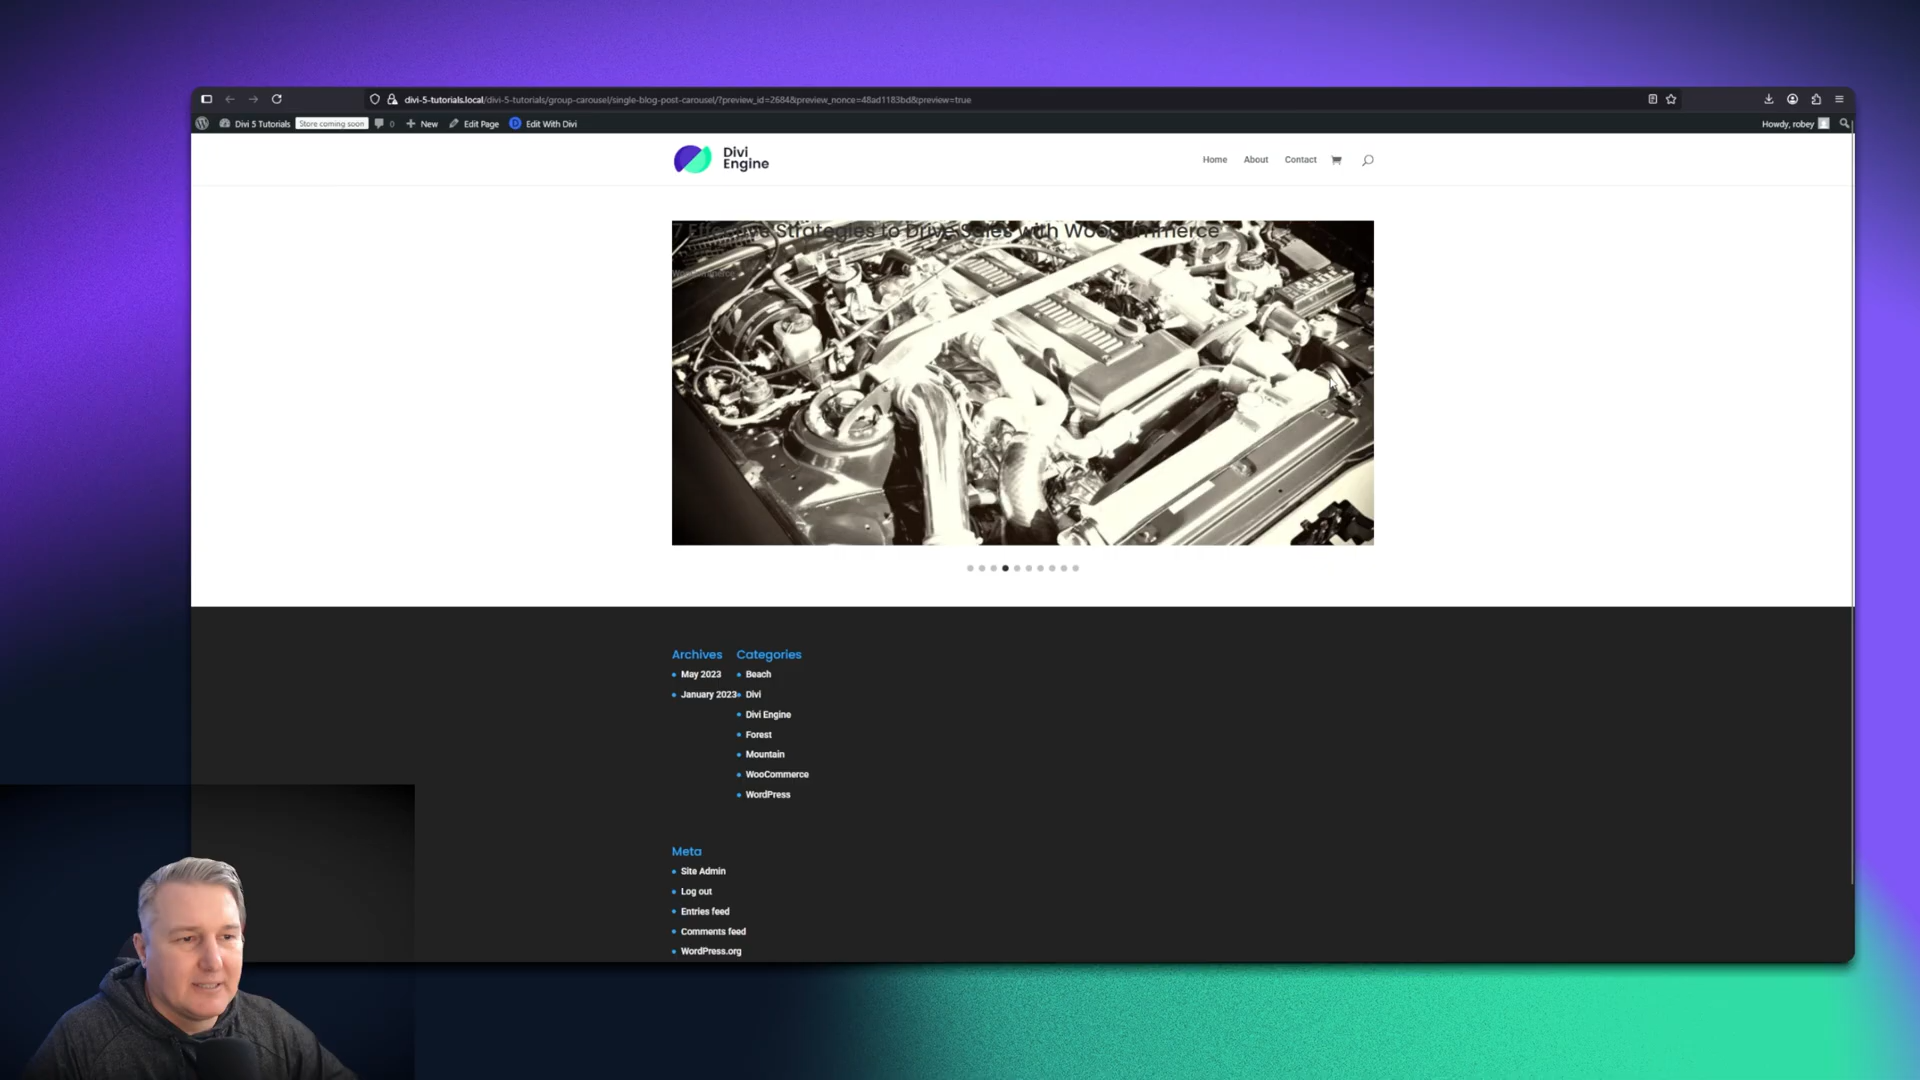 divi-5-tutorials.local/divi-5-tutorials/group-carousel/single-blog-post-carousel/?preview_id=2684&preview_nonce=48ad1183bd&preview=true
Divi 5 Tutorials Store coming soon 0 New Edit Page D Edit With Divi Howdy, robey
Divi
Engine
Home About Contact
7 Effective Strategies to Drive Sales with WooCommerce
WooCommerce
Archives
May 2023
January 2023
Categories
Beach
Divi
Divi Engine
Forest
Mountain
WooCommerce
WordPress
Meta
Site Admin
Log out
Entries feed
Comments feed
WordPress.org